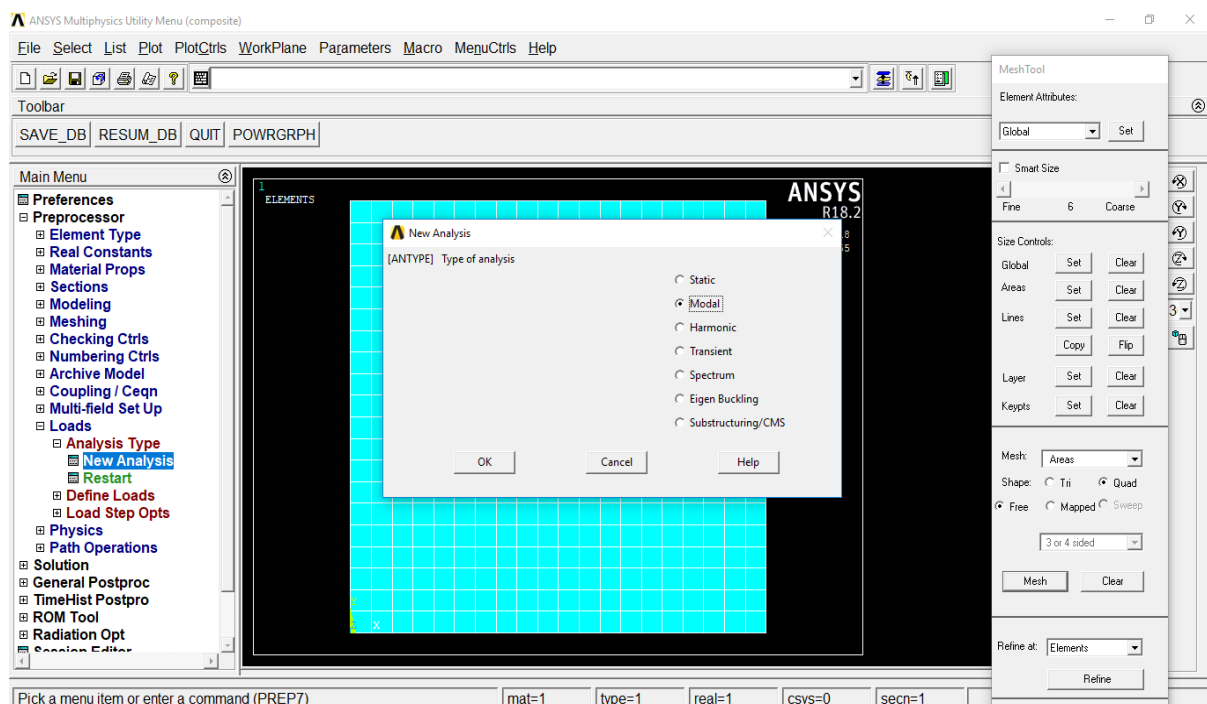 ANSYS Multiphysics Utility Menu (composite)
File Select List Plot PlotCtrls WorkPlane Parameters Macro MenuCtrls Help
Toolbar
SAVE_DB RESUM_DB QUIT POWRGRPH
Main Menu
Preferences
Preprocessor
Element Type
Real Constants
Material Props
Sections
Modeling
Meshing
Checking Ctrls
Numbering Ctrls
Archive Model
Coupling / Ceqn
Multi-field Set Up
Loads
Analysis Type
New Analysis
Restart
Define Loads
Load Step Opts
Physics
Path Operations
Solution
General Postproc
TimeHist Postpro
ROM Tool
Radiation Opt
Session Editor
1
ELEMENTS
ANSYS
R18.2
X
New Analysis
[ANTYPE] Type of analysis
Static
Modal
Harmonic
Transient
Spectrum
Eigen Buckling
Substructuring/CMS
OK Cancel Help
MeshTool
Element Attributes:
Global Set
Smart Size
Fine 6 Coarse
Size Controls:
Global Set Clear
Areas Set Clear
Lines Set Clear
Copy Flip
Layer Set Clear
Keypts Set Clear
Mesh: Areas
Shape: Tri Quad
Free Mapped Sweep
3 or 4 sided
Mesh Clear
Refine at: Elements
Refine
3
Pick a menu item or enter a command (PREP7) mat=1 type=1 real=1 csys=0 secn=1